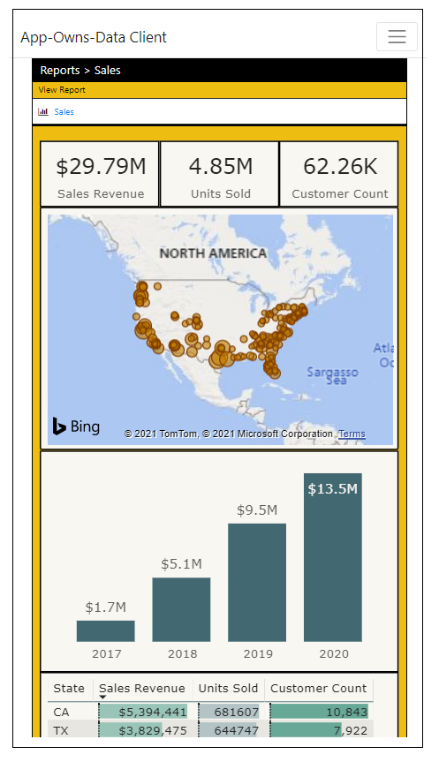 App-Owns-Data Client
Reports > Sales
View Report
Sales
$29.79M 4.85M 62.26K
Sales Revenue Units Sold Customer Count
NORTH AMERICA
Atla
Oc
Sargasso
Sea
Bing
© 2021 TomTom, © 2021 Microsoft Corporation, Terms
$13.5M
$9.5M
$5.1M
$1.7M
2017 2018 2019 2020
State Sales Revenue Units Sold Customer Count
CA $5,394,441 681607 10,843
TX $3,829,475 644747 7,922